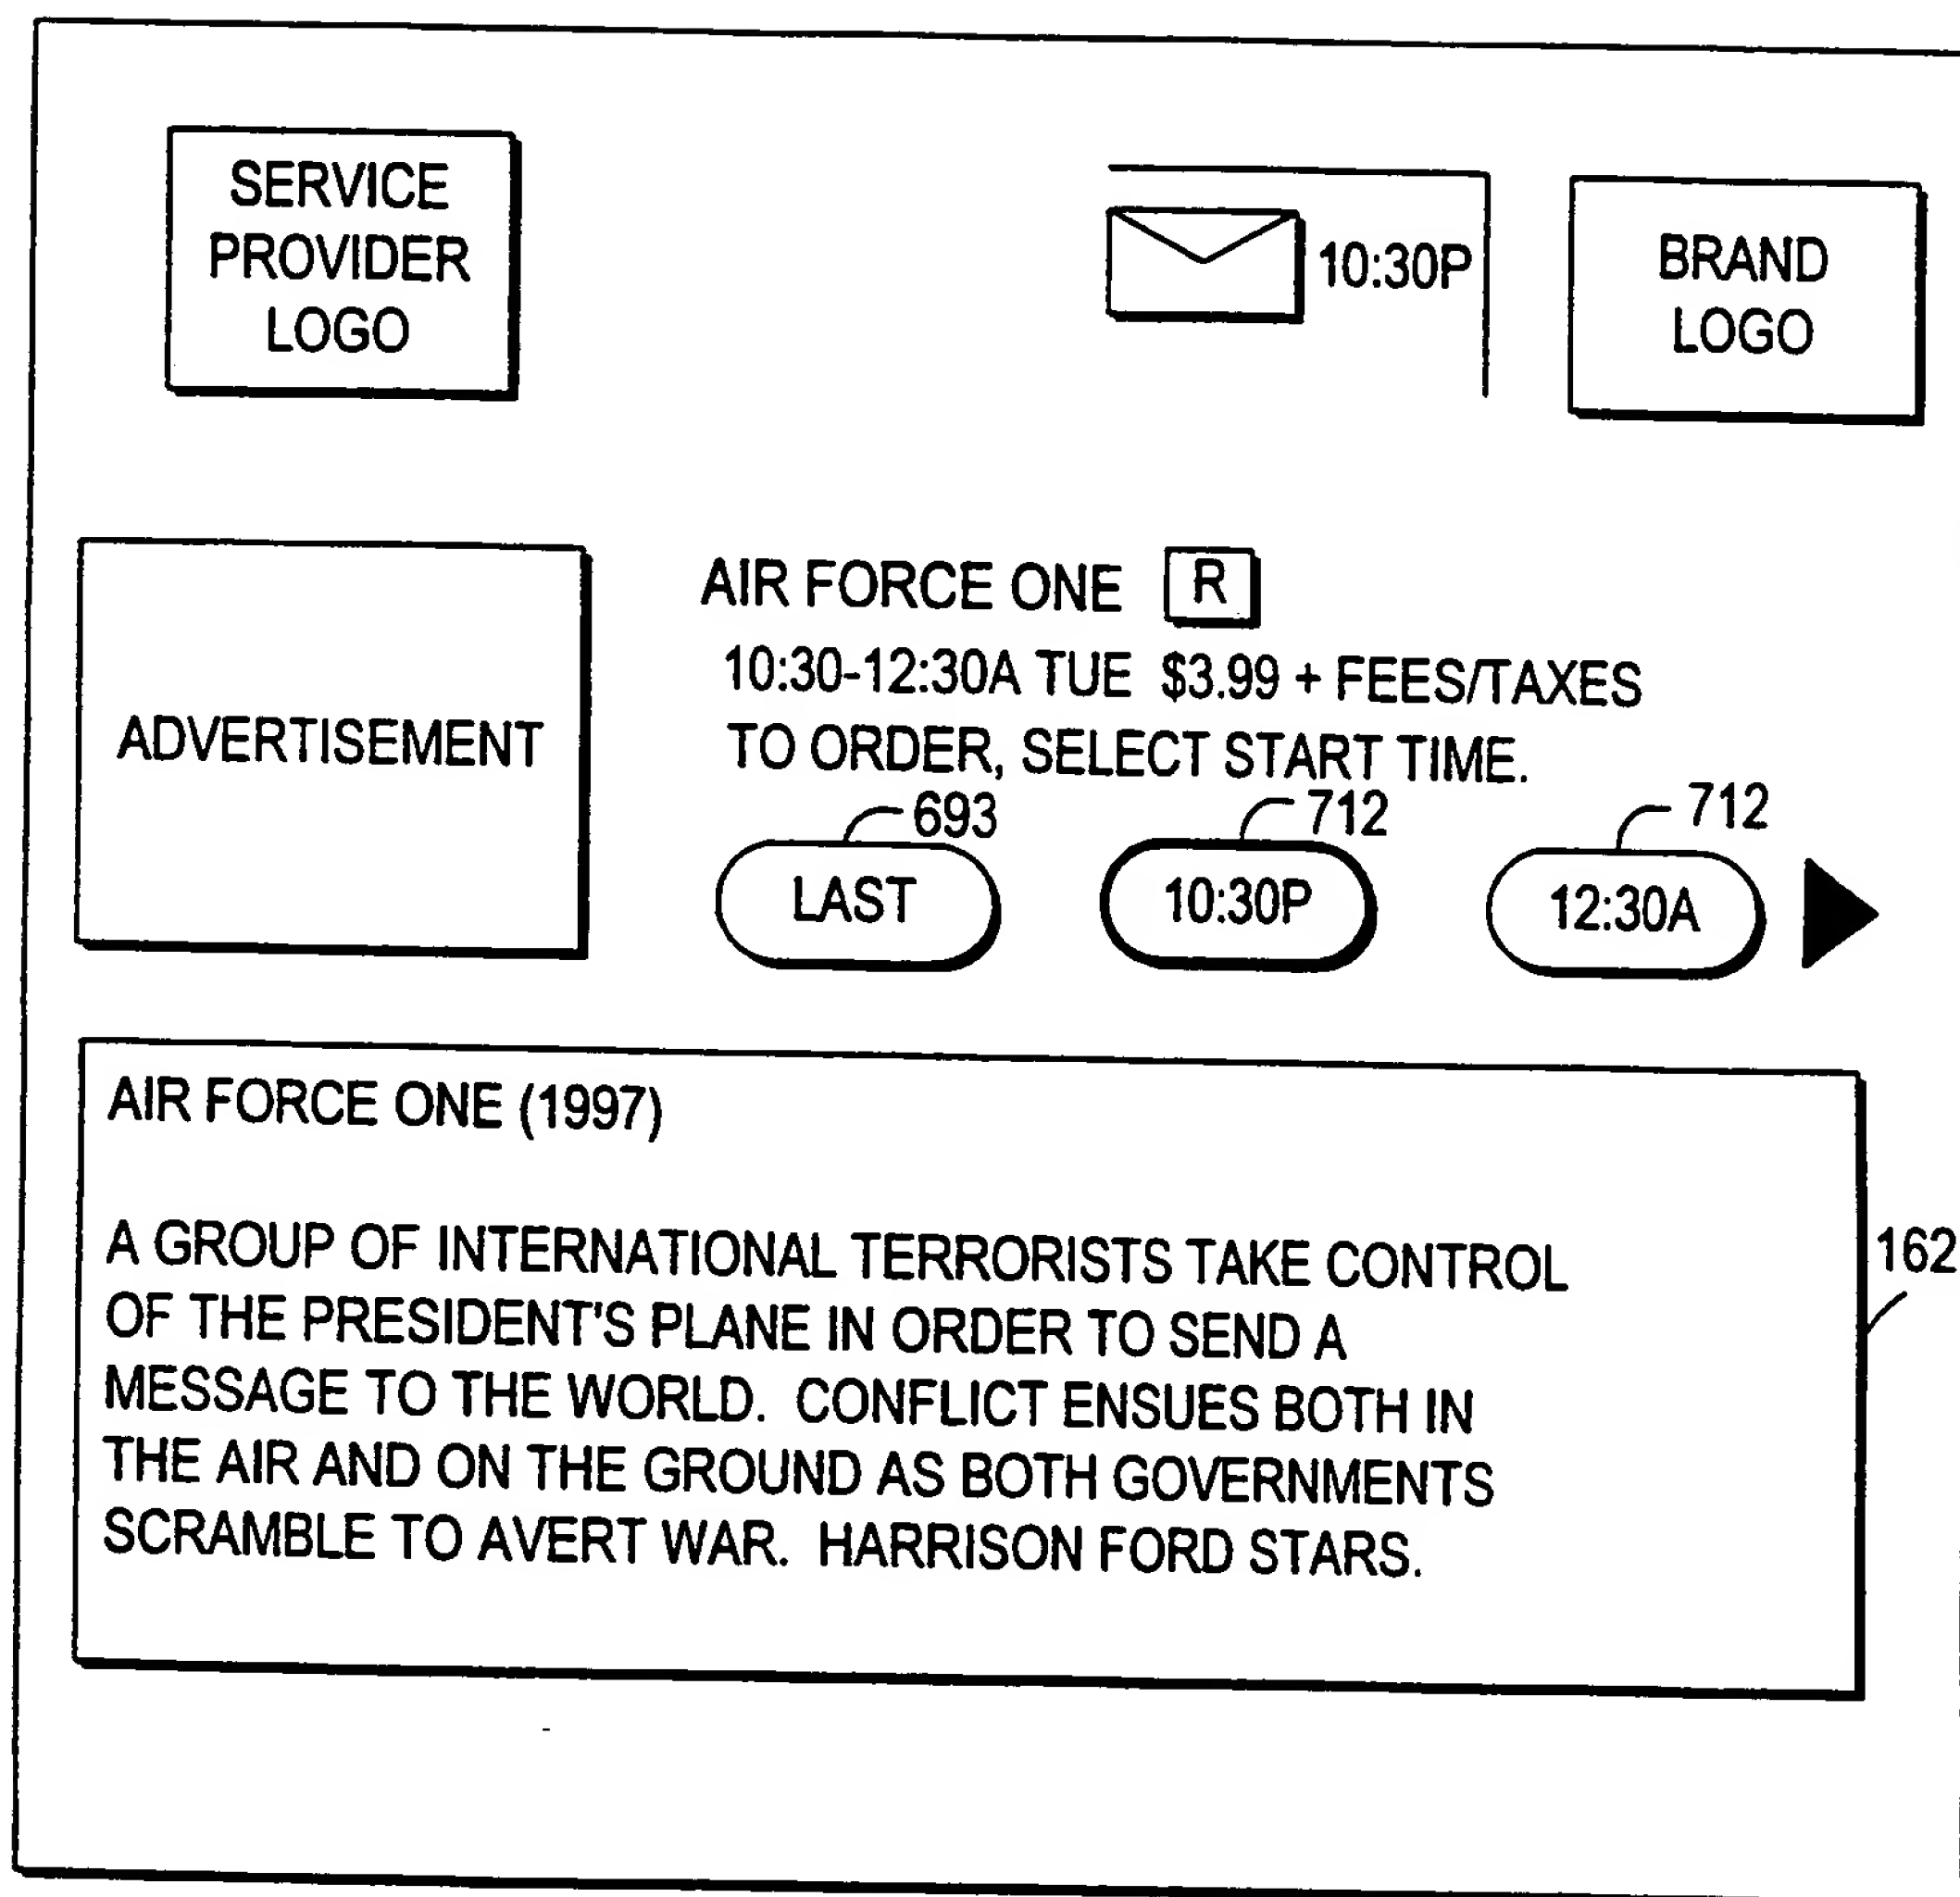 SERVICE
PROVIDER
LOGO
10:30P
BRAND
LOGO
ADVERTISEMENT
AIR FORCE ONE R
10:30-12:30A TUE $3.99 + FEES/TAXES
TO ORDER, SELECT START TIME.
693 712 712
LAST 10:30P 12:30A
AIR FORCE ONE (1997)
A GROUP OF INTERNATIONAL TERRORISTS TAKE CONTROL
OF THE PRESIDENT'S PLANE IN ORDER TO SEND A
MESSAGE TO THE WORLD. CONFLICT ENSUES BOTH IN
THE AIR AND ON THE GROUND AS BOTH GOVERNMENTS
SCRAMBLE TO AVERT WAR. HARRISON FORD STARS.
162